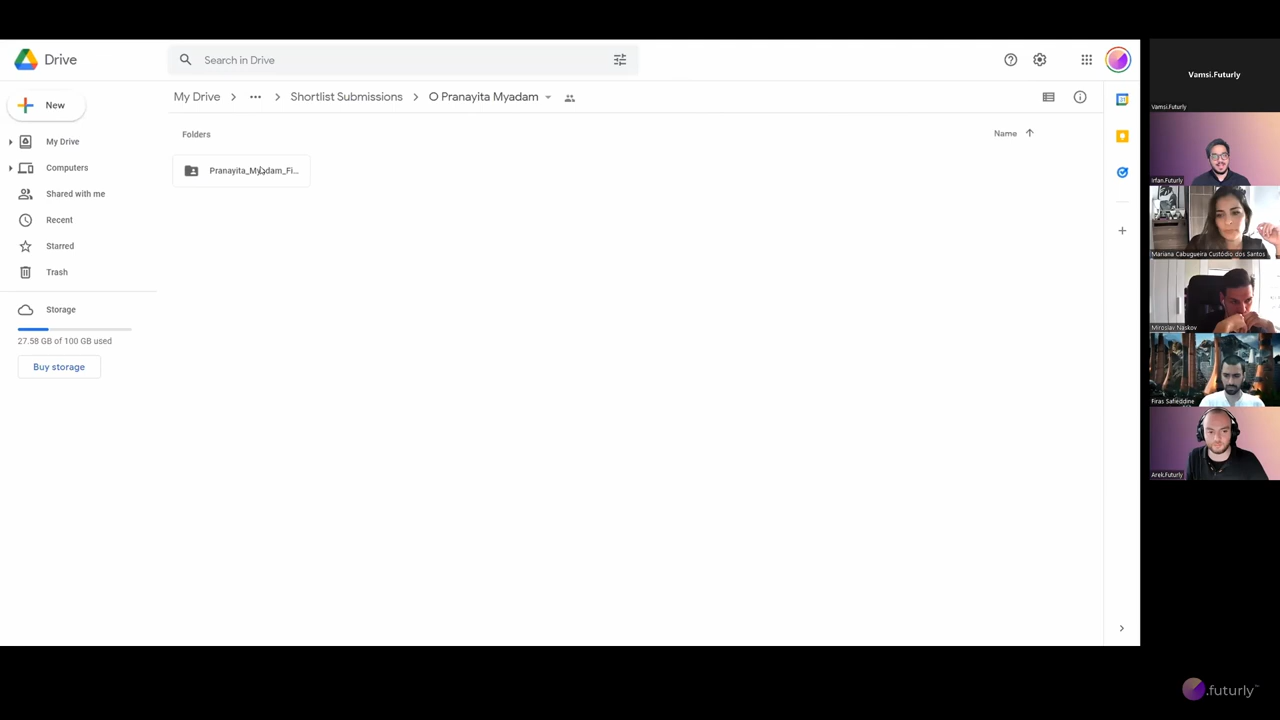 Drive
Search in Drive
New
My Drive
Computers
Shared with me
Recent
Starred
Trash
Storage
27.58 GB of 100 GB used
Buy storage
My Drive > ... > Shortlist Submissions > O Pranayita Myadam
Folders
Name
Pranayita_Myadam_Fi...
Vamsi.Futurly
Vamsi.Futurly
Irfan.Futurly
Mariana Cabugueira Custódio dos Santos
Miroslav Naskov
Firas Safieddine
Arek.Futurly
.futurly™